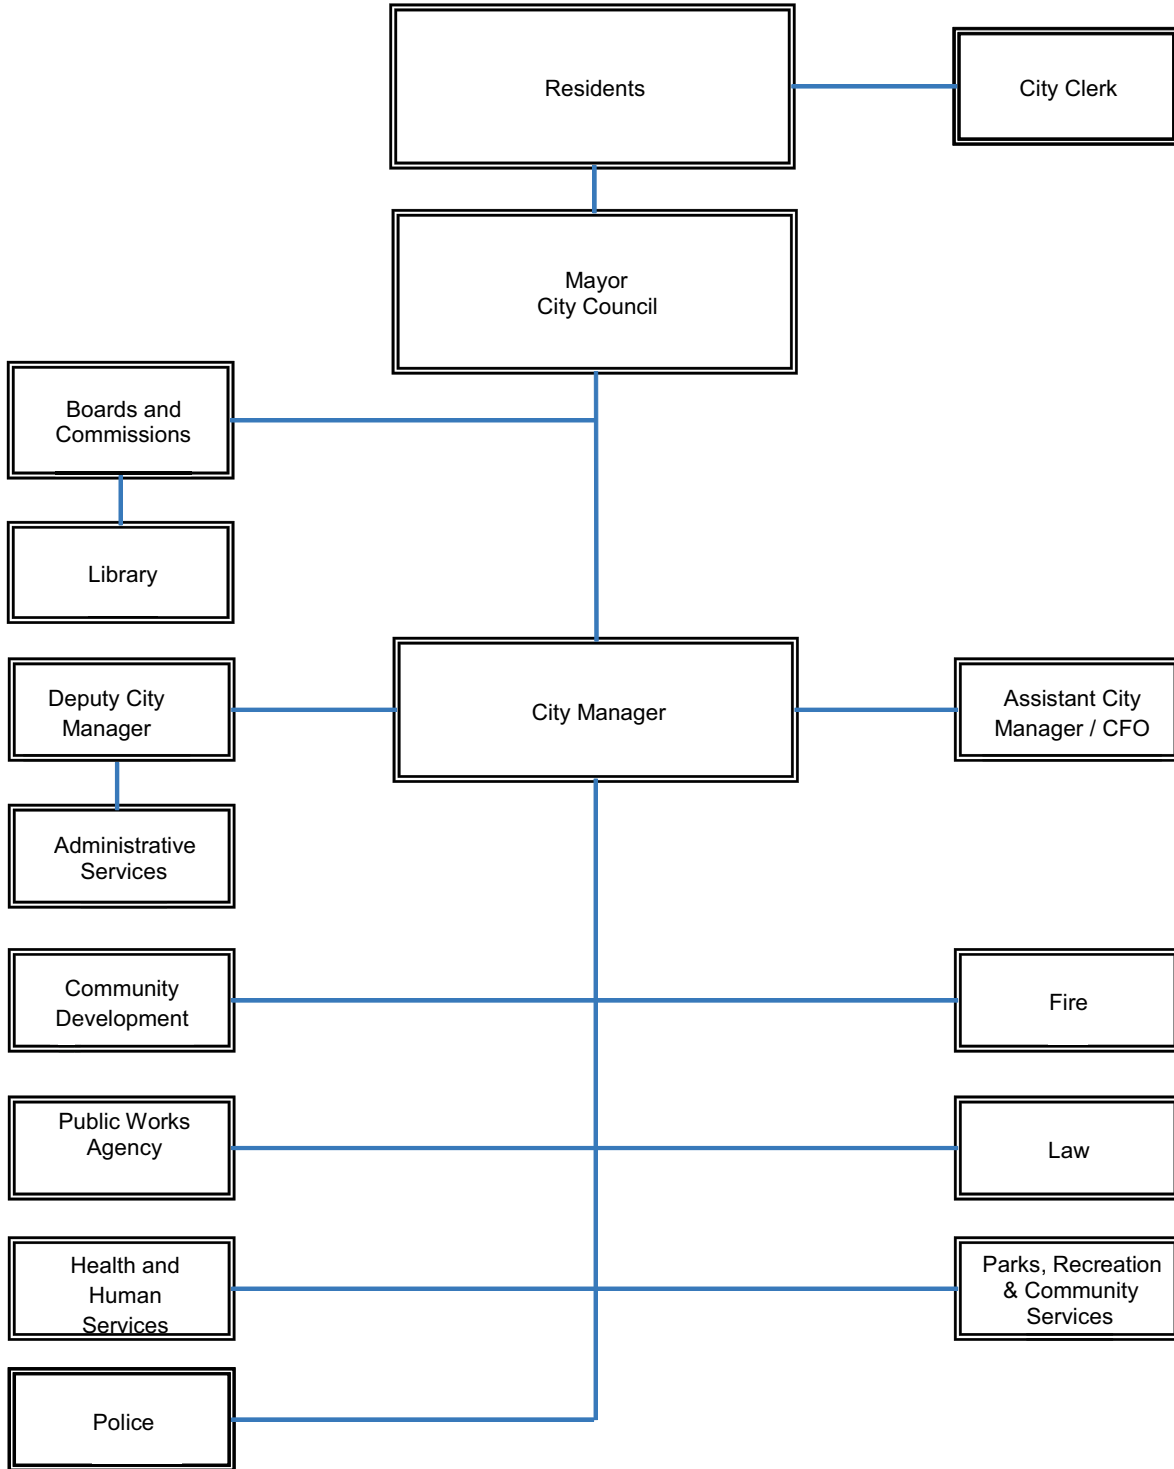 Residents
City Clerk
Mayor
City Council
Boards and
Commissions
Library
Deputy City
Manager
City Manager
Assistant City
Manager / CFO
Administrative
Services
Community
Development
Fire
Public Works
Agency
Law
Health and
Human
Services
Parks, Recreation
& Community
Services
Police